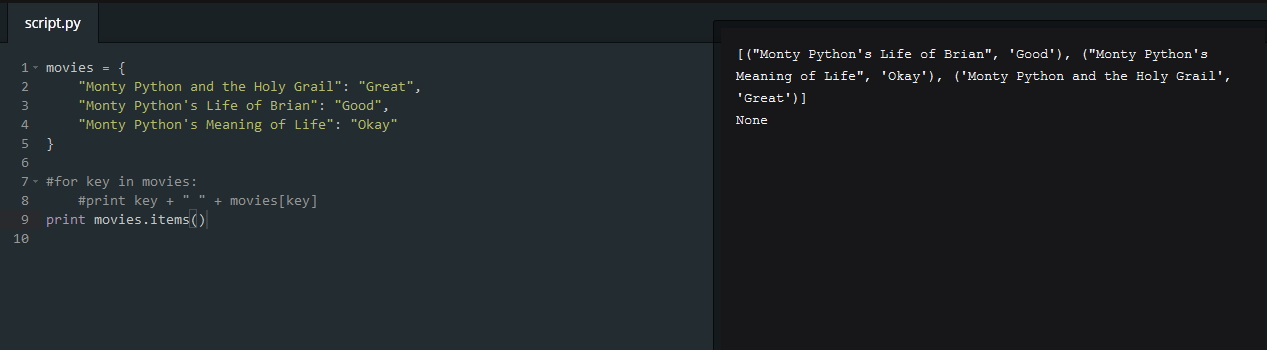 script.py
1 movies = {
2     "Monty Python and the Holy Grail": "Great",
3     "Monty Python's Life of Brian": "Good",
4     "Monty Python's Meaning of Life": "Okay"
5 }
6
7 #for key in movies:
8     #print key + " " + movies[key]
9 print movies.items()
10
[("Monty Python's Life of Brian", 'Good'), ("Monty Python's
Meaning of Life", 'Okay'), ('Monty Python and the Holy Grail',
'Great')]
None